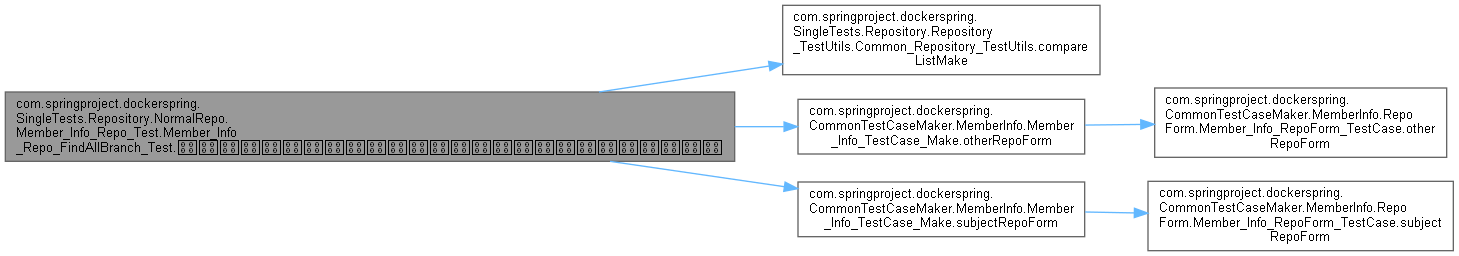 com.springproject.dockerspring.
SingleTests.Repository.Repository
_TestUtils.Common_Repository_TestUtils.compare
ListMake
com.springproject.dockerspring.
SingleTests.Repository.NormalRepo.
Member_Info_Repo_Test.Member_Info
_Repo_FindAllBranch_Test.
com.springproject.dockerspring.
CommonTestCaseMaker.MemberInfo.Member
_Info_TestCase_Make.otherRepoForm
com.springproject.dockerspring.
CommonTestCaseMaker.MemberInfo.Repo
Form.Member_Info_RepoForm_TestCase.other
RepoForm
com.springproject.dockerspring.
CommonTestCaseMaker.MemberInfo.Member
_Info_TestCase_Make.subjectRepoForm
com.springproject.dockerspring.
CommonTestCaseMaker.MemberInfo.Repo
Form.Member_Info_RepoForm_TestCase.subject
RepoForm